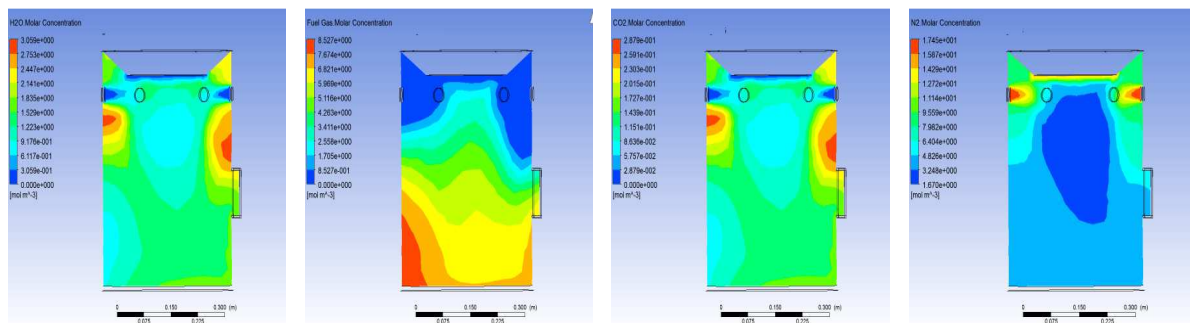 H2O.Molar Concentration
3.059e+000
2.753e+000
2.447e+000
2.141e+000
1.835e+000
1.529e+000
1.223e+000
9.176e-001
6.117e-001
3.059e-001
0.000e+000
[mol m^-3]
0 0.150 0.300 (m)
0.075 0.225
Fuel Gas.Molar Concentration
8.527e+000
7.674e+000
6.821e+000
5.969e+000
5.116e+000
4.263e+000
3.411e+000
2.558e+000
1.705e+000
8.527e-001
0.000e+000
[mol m^-3]
0 0.150 0.300 (m)
0.075 0.225
CO2.Molar Concentration
2.879e-001
2.591e-001
2.303e-001
2.015e-001
1.727e-001
1.439e-001
1.151e-001
8.636e-002
5.757e-002
2.879e-002
0.000e+000
[mol m^-3]
0 0.150 0.300 (m)
0.075 0.225
N2.Molar Concentration
1.745e+001
1.587e+001
1.429e+001
1.272e+001
1.114e+001
9.559e+000
7.982e+000
6.404e+000
4.826e+000
3.248e+000
1.670e+000
[mol m^-3]
0 0.150 0.300 (m)
0.075 0.225